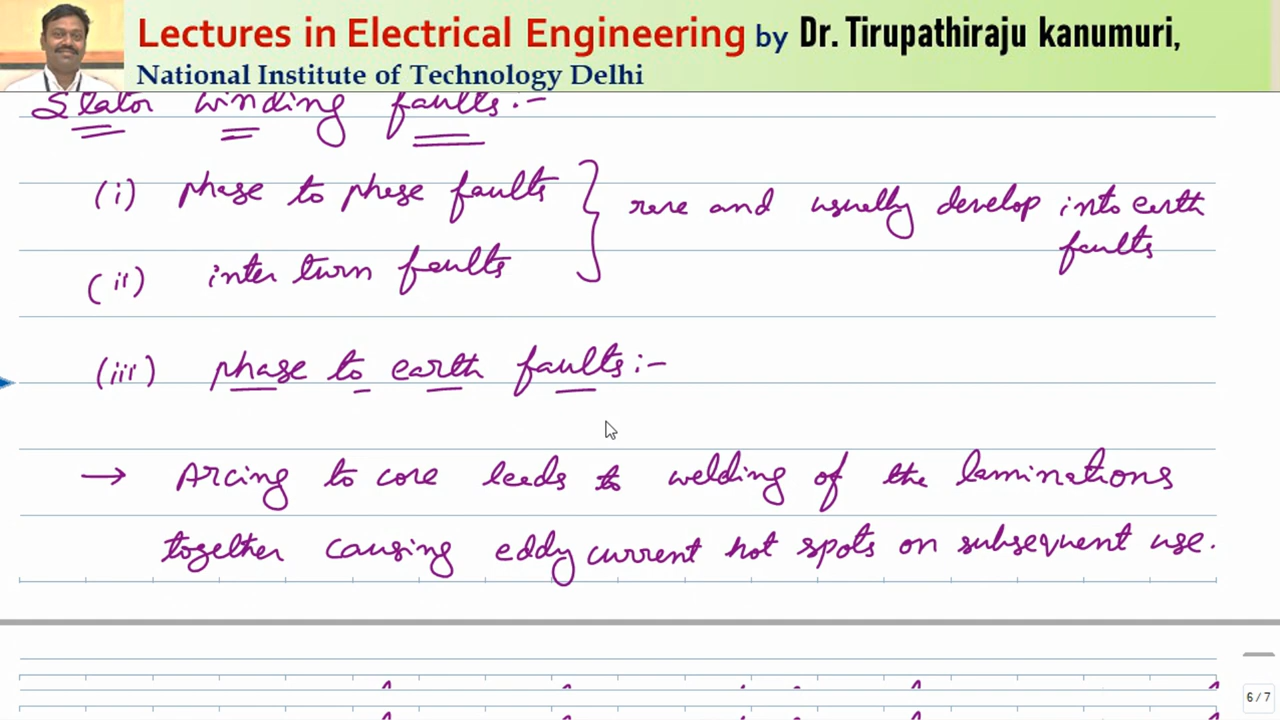 Lectures in Electrical Engineering by Dr. Tirupathiraju kanumuri,
National Institute of Technology Delhi
Stator winding faults:-
(i) phase to phase faults
rare and usually develop into earth
faults
(ii) inter turn faults
(iii) phase to earth faults:-
→ Arcing to core leads to welding of the laminations
together causing eddy current hot spots on subsequent use.
6 / 7